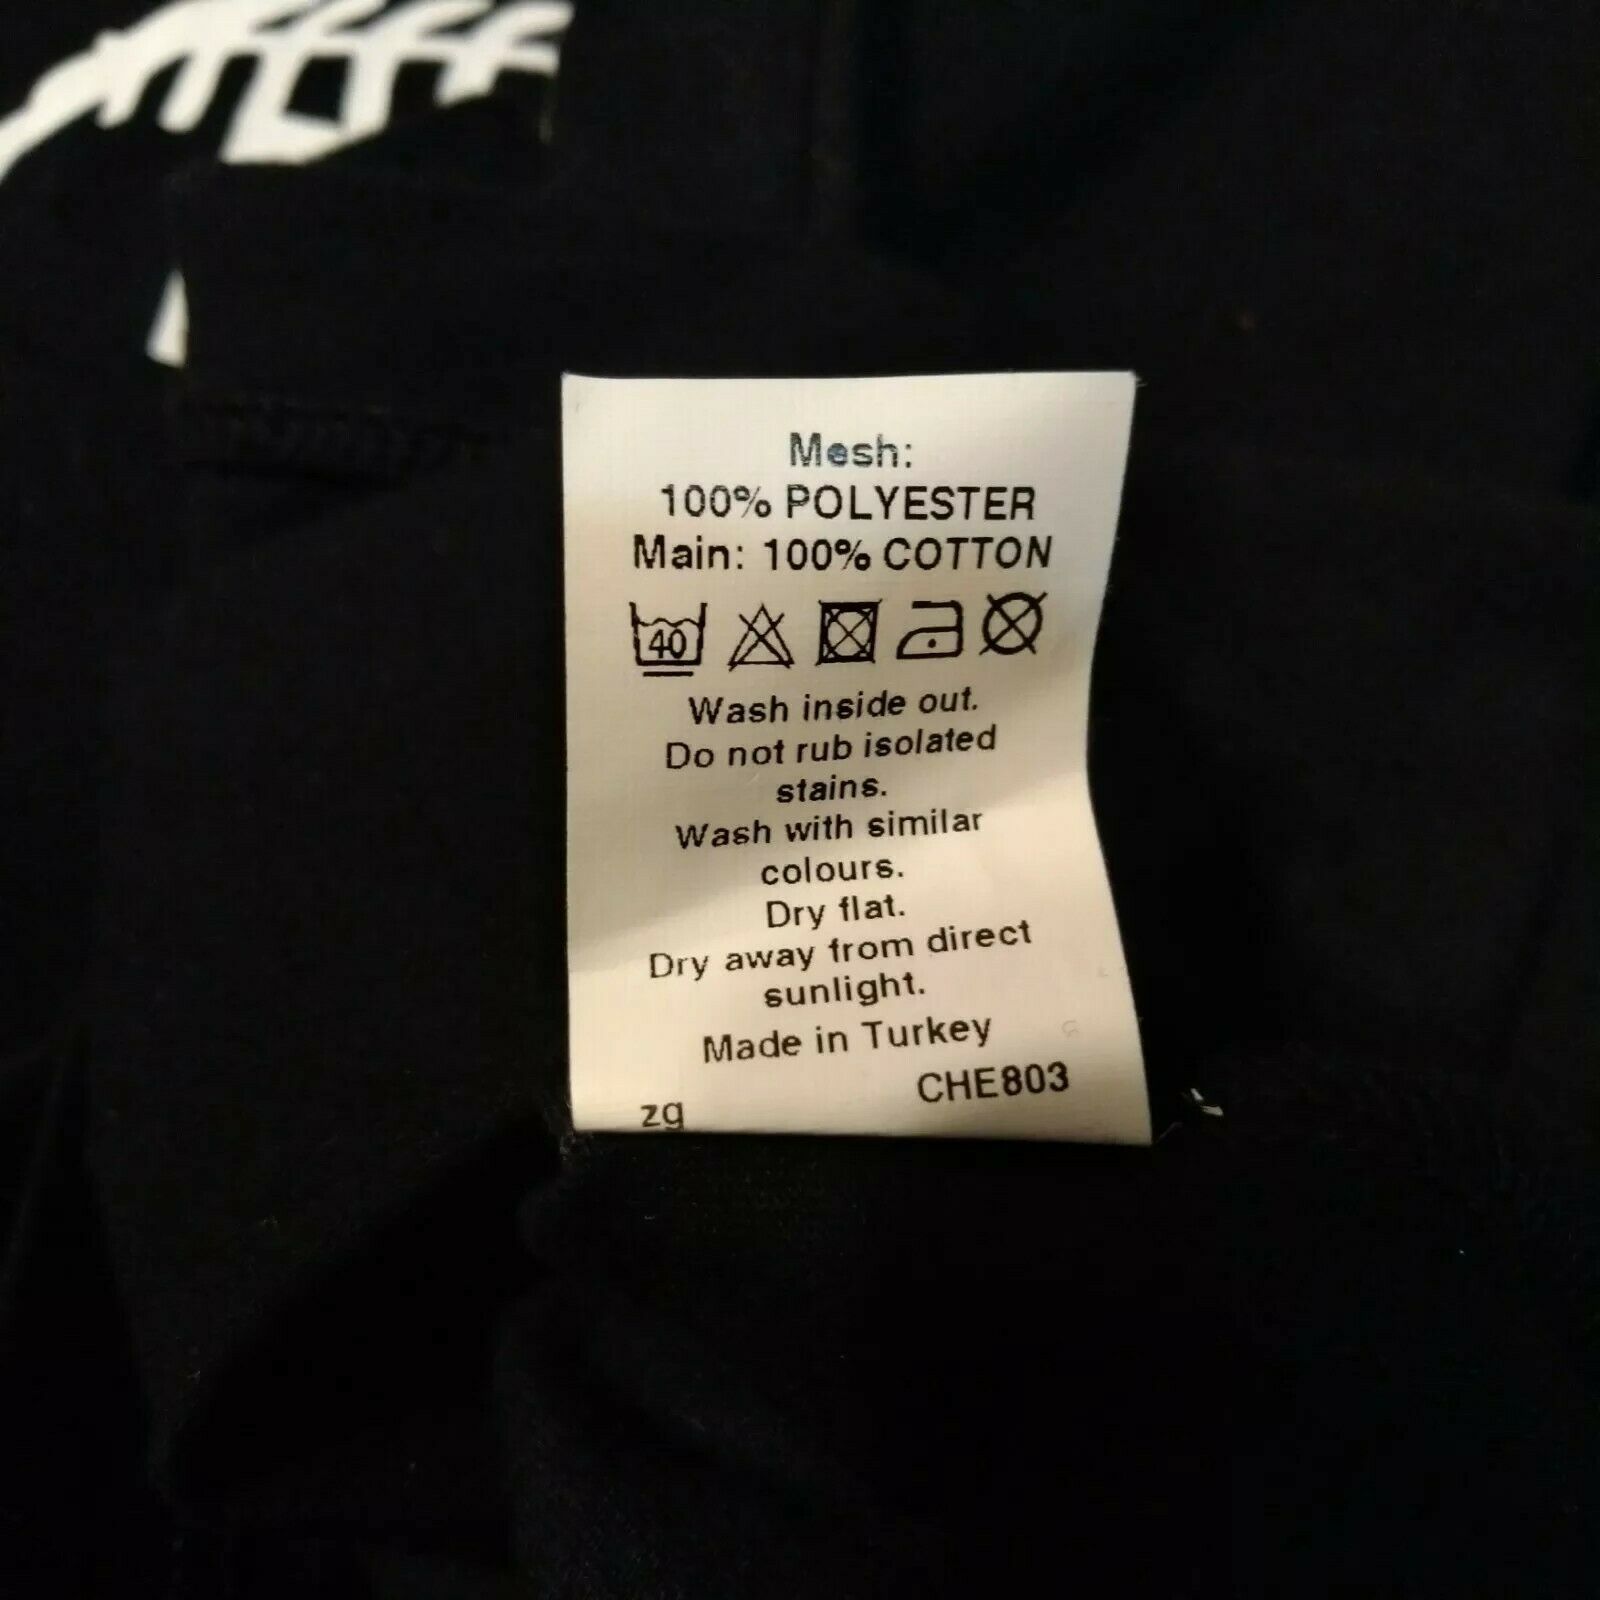 Mesh:
100% POLYESTER
Main: 100% COTTON
40
Wash inside out.
Do not rub isolated
stains.
Wash with similar
colours.
Dry flat.
Dry away from direct
sunlight.
Made in Turkey
CHE803
zg